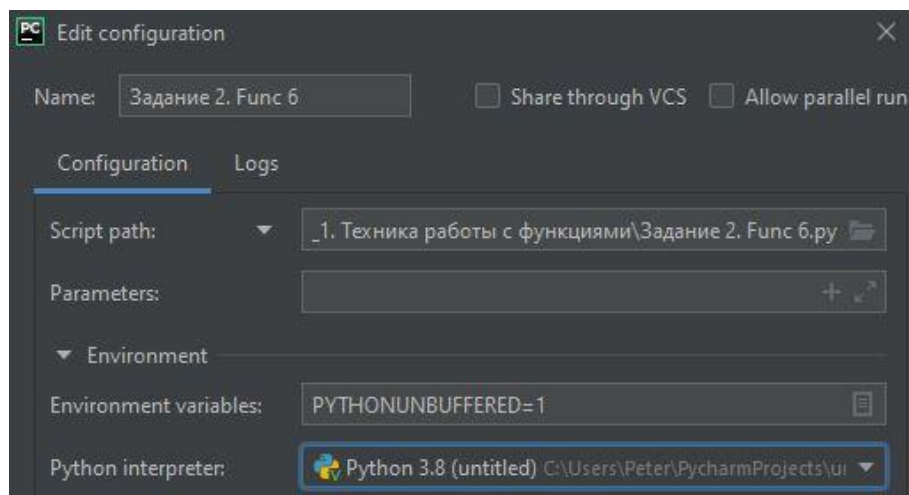 PC Edit configuration
Name: Задание 2. Func 6 Share through VCS Allow parallel run
Configuration Logs
Script path: _1. Техника работы с функциями\Задание 2. Func 6.py
Parameters:
Environment
Environment variables: PYTHONUNBUFFERED=1
Python interpreter: Python 3.8 (untitled) C:\Users\Peter\PycharmProjects\